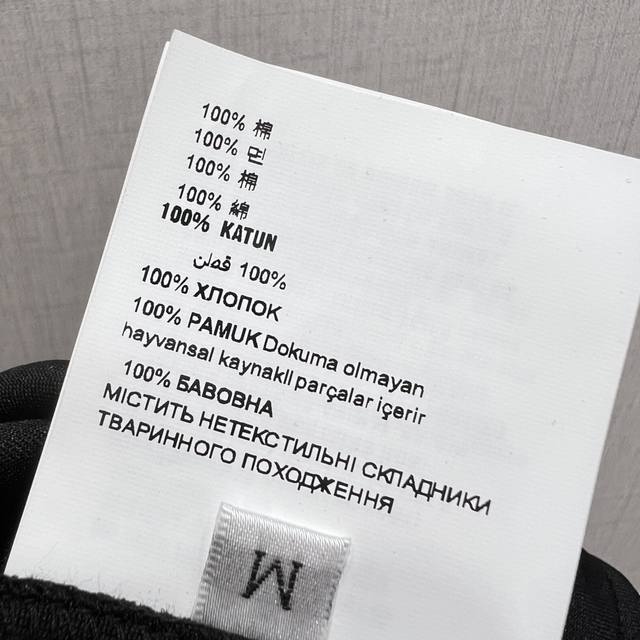 100% 棉
100% 면
100% 棉
100% 綿
100% KATUN
100% قطن
100% ХЛОПОК
100% PAMUK Dokuma olmayan
hayvansal kaynaklı parçalar içerir
100% БАВОВНА
МІСТИТЬ НЕТЕКСТИЛЬНІ СКЛАДНИКИ
ТВАРИННОГО ПОХОДЖЕННЯ
M